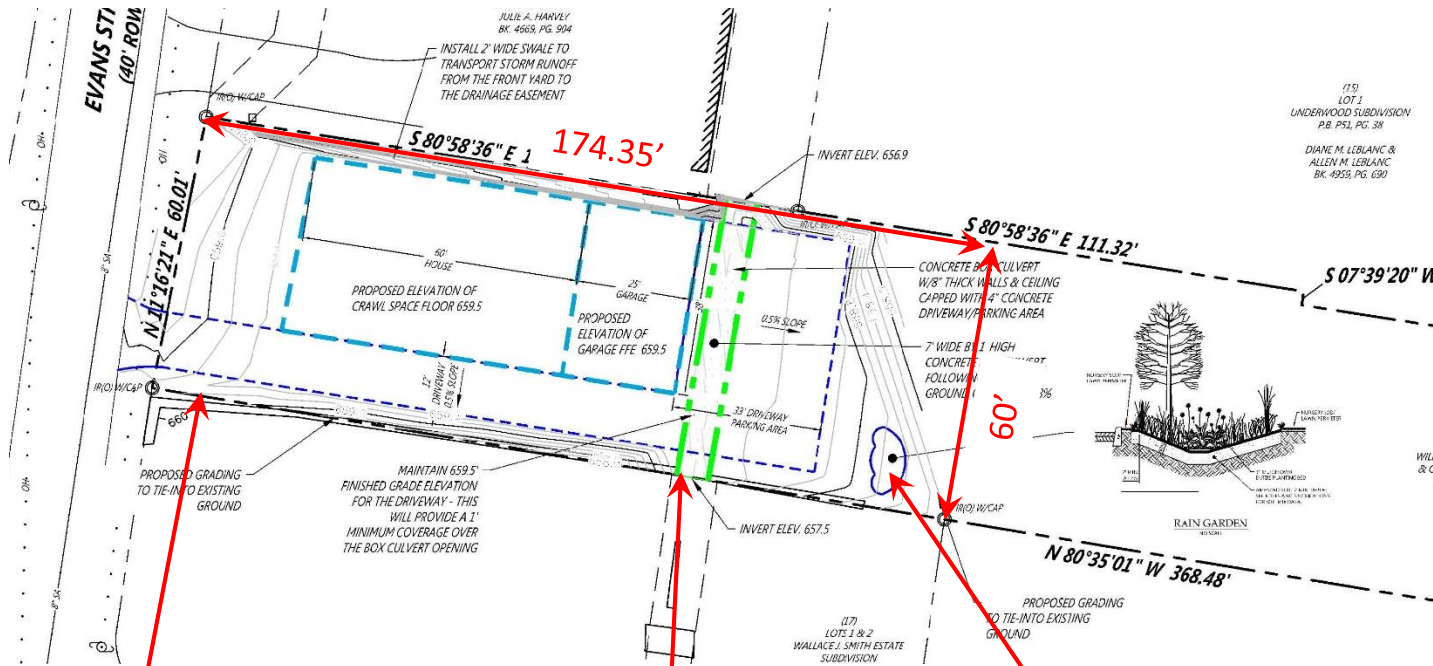 JULIE A. HARVEY
BK. 4669, PG. 904
EVANS ST
(40' ROW
INSTALL 2' WIDE SWALE TO
TRANSPORT STORM RUNOFF
FROM THE FRONT YARD TO
THE DRAINAGE EASEMENT
IR(O) W/CAP
S 80°58'36" E 1
174.35'
INVERT ELEV. 656.9
(15)
LOT 1
UNDERWOOD SUBDIVISION
P.B. P51, PG. 38
DIANE M. LEBLANC &
ALLEN M. LEBLANC
BK. 4959, PG. 690
S 80°58'36" E 111.32'
S 07°39'20" W
N 11°16'21" E 60.01'
60'
HOUSE
25'
GARAGE
PROPOSED ELEVATION OF
CRAWL SPACE FLOOR 659.5
PROPOSED
ELEVATION OF
GARAGE FFE 659.5
0.5% SLOPE
CONCRETE BOX CULVERT
W/8" THICK WALLS & CEILING
CAPPED WITH 4" CONCRETE
DRIVEWAY/PARKING AREA
7' WIDE BY 1 HIGH
CONCRETE
FOLLOWIN
GROUND
12'
DRIVEWAY
0.5% SLOPE
33' DRIVEWAY
PARKING AREA
60'
IR(O) W/CAP
660
PROPOSED GRADING
TO TIE-INTO EXISTING
GROUND
MAINTAIN 659.5'
FINISHED GRADE ELEVATION
FOR THE DRIVEWAY - THIS
WILL PROVIDE A 1'
MINIMUM COVERAGE OVER
THE BOX CULVERT OPENING
INVERT ELEV. 657.5
IR(O) W/CAP
RAIN GARDEN
N 80°35'01" W 368.48'
PROPOSED GRADING
TO TIE-INTO EXISTING
GROUND
(17)
LOTS 1 & 2
WALLACE J. SMITH ESTATE
SUBDIVISION
8" SA
8" SA
OH
OH